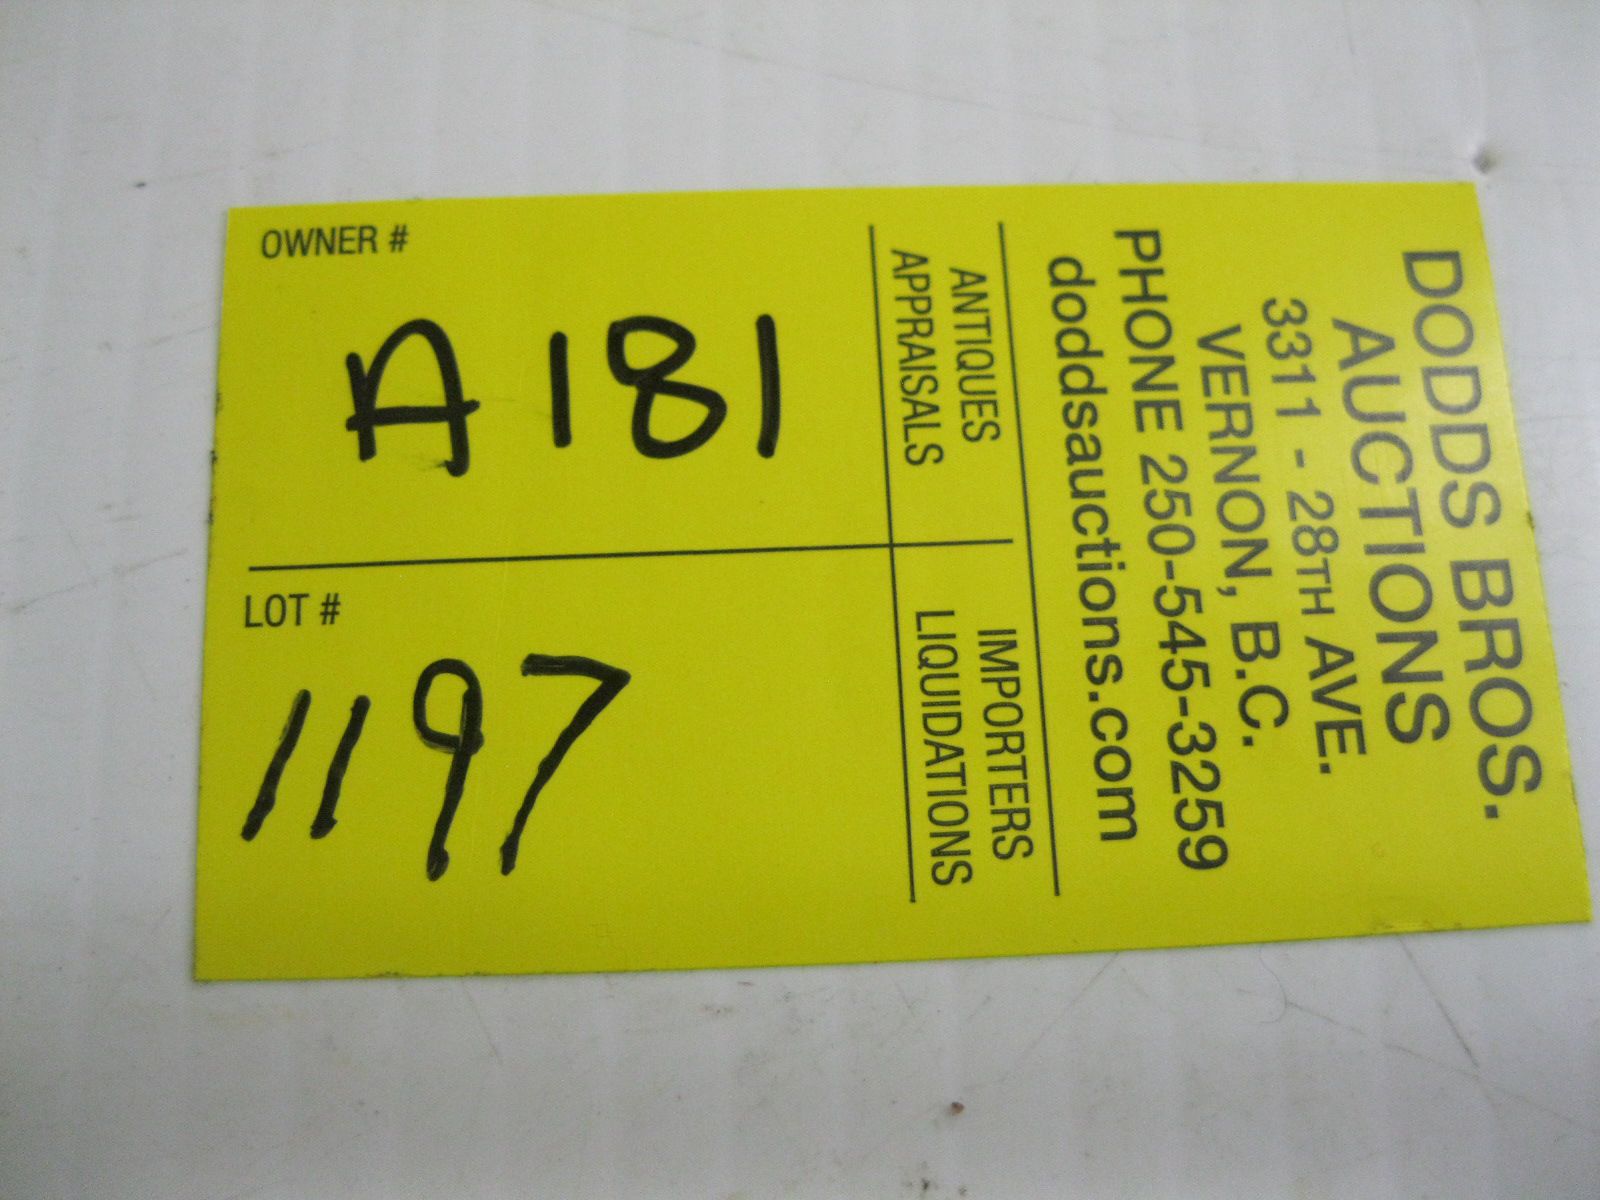 DODDS BROS.
AUCTIONS
3311 - 28TH AVE.
VERNON, B.C.
PHONE 250-545-3259
doddsauctions.com
ANTIQUES
APPRAISALS
IMPORTERS
LIQUIDATIONS
OWNER #
A181
LOT #
1197